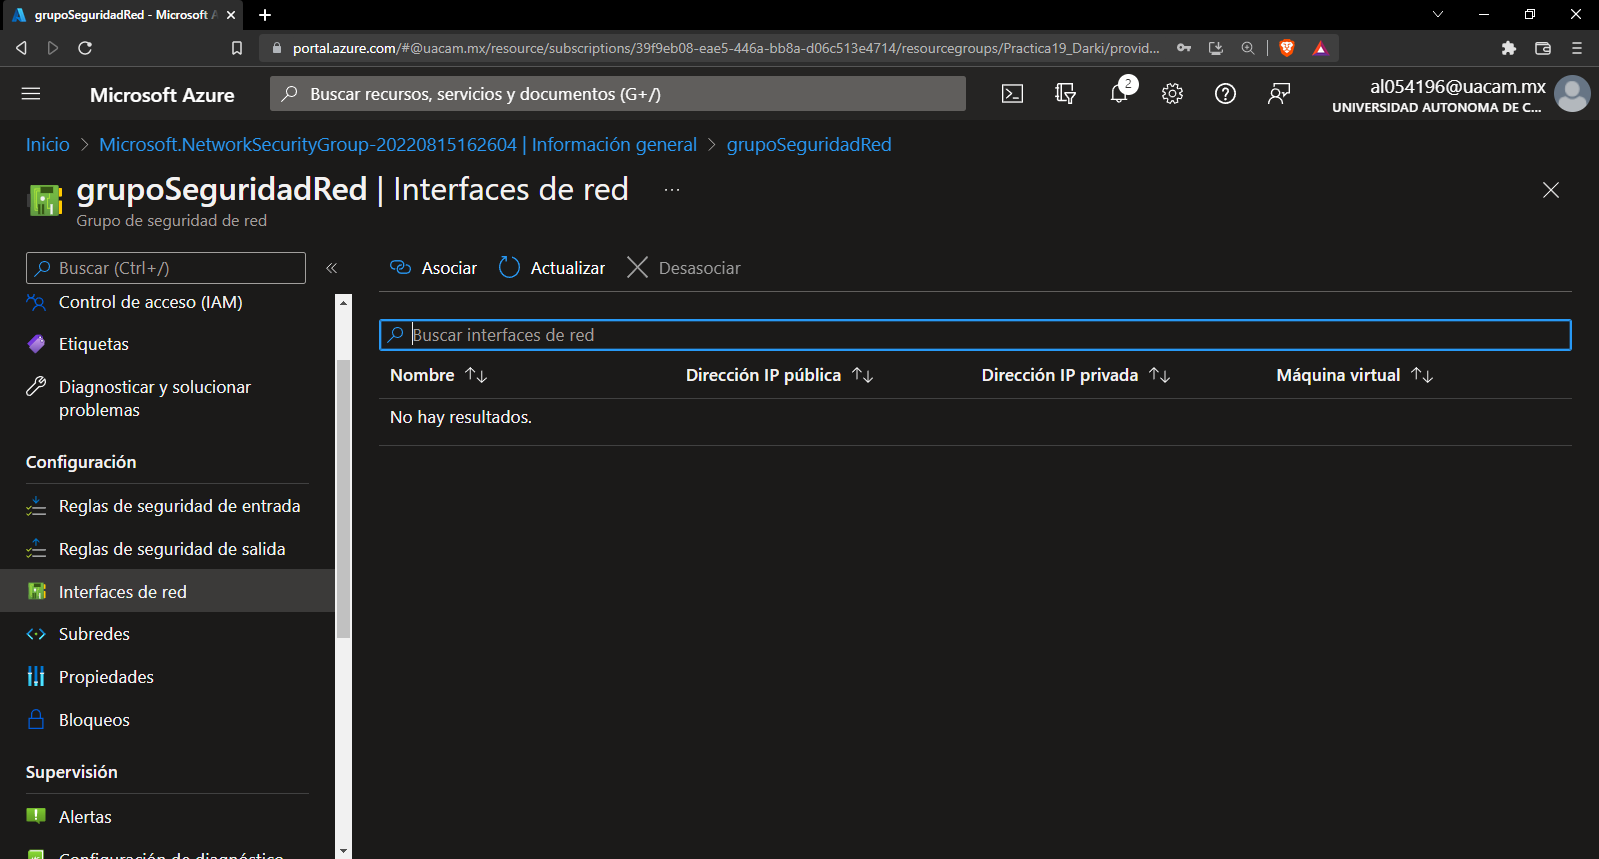 grupoSeguridadRed - Microsoft A
portal.azure.com/#@uacam.mx/resource/subscriptions/39f9eb08-eae5-446a-bb8a-d06c513e4714/resourcegroups/Practica19_Darki/provid...
Microsoft Azure
Buscar recursos, servicios y documentos (G+/)
2
al054196@uacam.mx
UNIVERSIDAD AUTONOMA DE C...
Inicio > Microsoft.NetworkSecurityGroup-20220815162604 | Información general > grupoSeguridadRed
grupoSeguridadRed | Interfaces de red ...
Grupo de seguridad de red
Buscar (Ctrl+/)
«
Control de acceso (IAM)
Etiquetas
Diagnosticar y solucionar
problemas
Configuración
Reglas de seguridad de entrada
Reglas de seguridad de salida
Interfaces de red
Subredes
Propiedades
Bloqueos
Supervisión
Alertas
Configuración de diagnóstico
Asociar Actualizar Desasociar
Buscar interfaces de red
Nombre ↑↓ Dirección IP pública ↑↓ Dirección IP privada ↑↓ Máquina virtual ↑↓
No hay resultados.